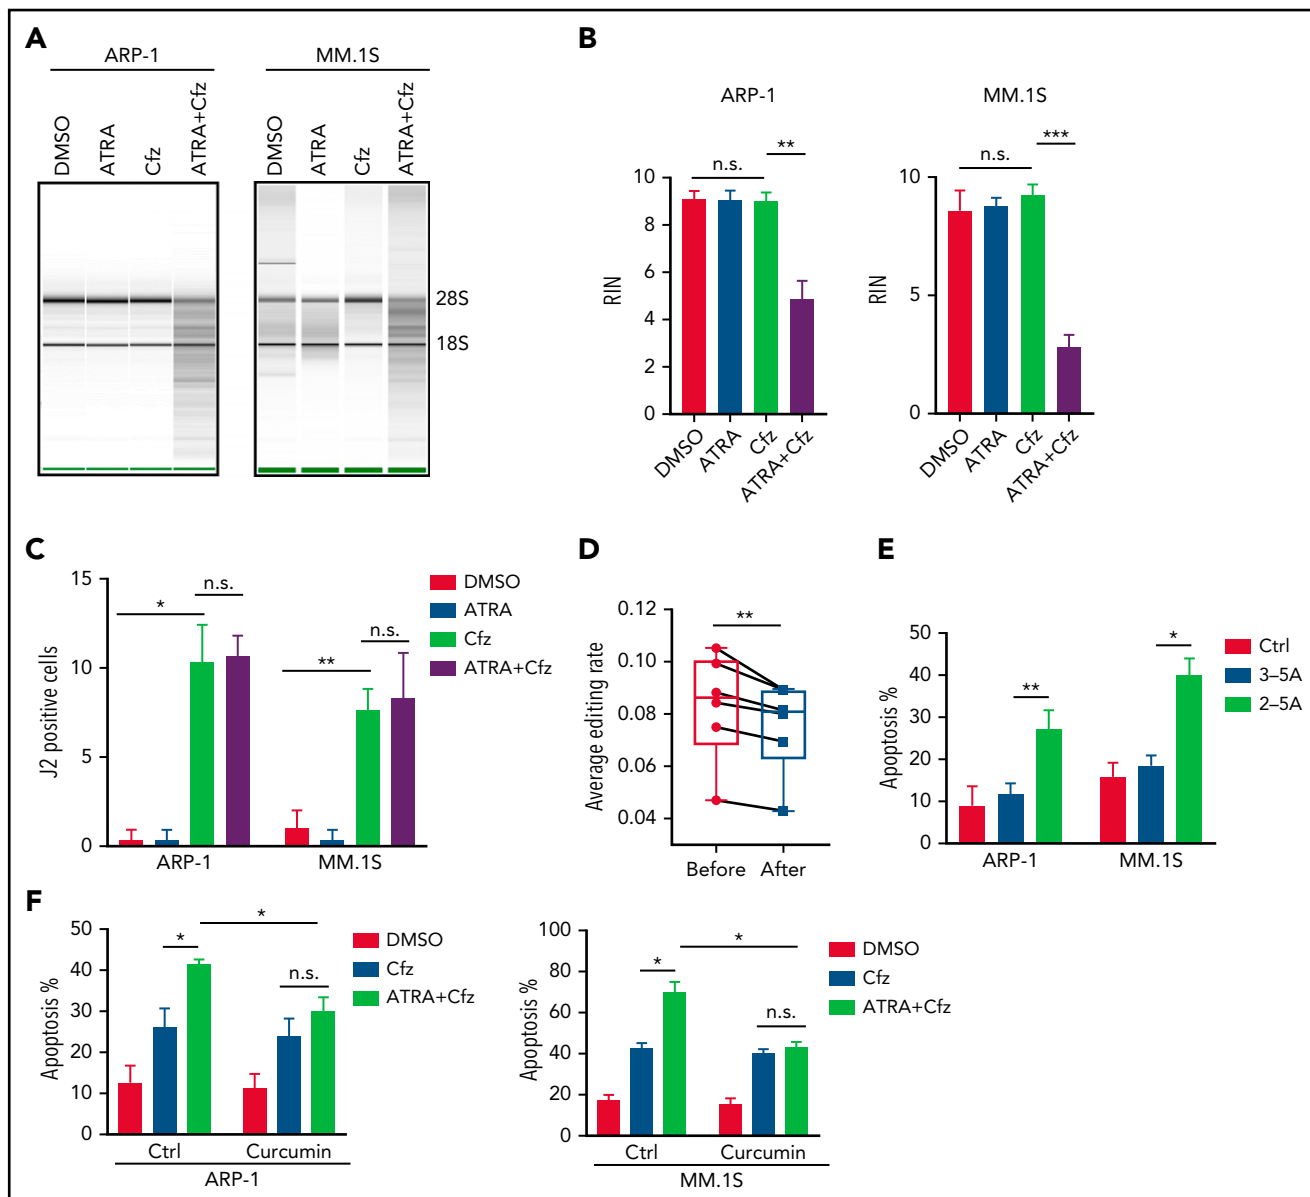 A
ARP-1
MM.1S
DMSO
ATRA
Cfz
ATRA+Cfz
DMSO
ATRA
Cfz
ATRA+Cfz
28S
18S
B
ARP-1
MM.1S
n.s.
**
n.s.
***
RIN
10
8
6
4
2
0
DMSO
ATRA
Cfz
ATRA+Cfz
RIN
10
5
0
DMSO
ATRA
Cfz
ATRA+Cfz
C
J2 positive cells
15
10
5
0
*
n.s.
**
n.s.
ARP-1
MM.1S
DMSO
ATRA
Cfz
ATRA+Cfz
D
Average editing rate
0.12
0.10
0.08
0.06
0.04
**
Before
After
E
Apoptosis %
50
40
30
20
10
0
**
*
ARP-1
MM.1S
Ctrl
3–5A
2–5A
F
Apoptosis %
50
40
30
20
10
0
*
*
n.s.
Ctrl
Curcumin
ARP-1
DMSO
Cfz
ATRA+Cfz
Apoptosis %
100
80
60
40
20
0
*
*
n.s.
Ctrl
Curcumin
MM.1S
DMSO
Cfz
ATRA+Cfz